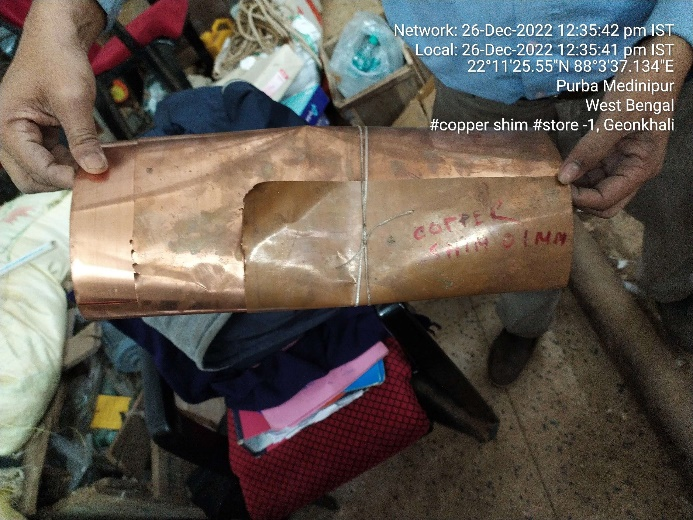 Network: 26-Dec-2022 12:35:42 pm IST
Local: 26-Dec-2022 12:35:41 pm IST
22°11'25.55"N 88°3'37.134"E
Purba Medinipur
West Bengal
#copper shim #store -1, Geonkhali
COPPER
SHIM 01MM